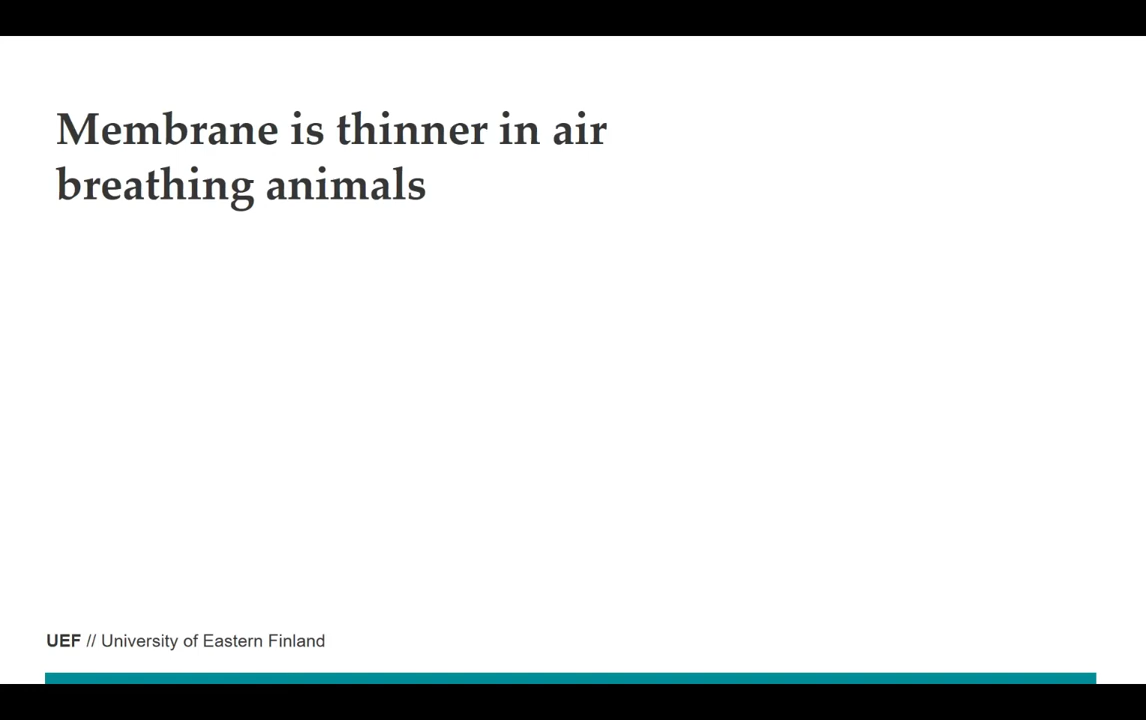 Membrane is thinner in air
breathing animals
UEF // University of Eastern Finland